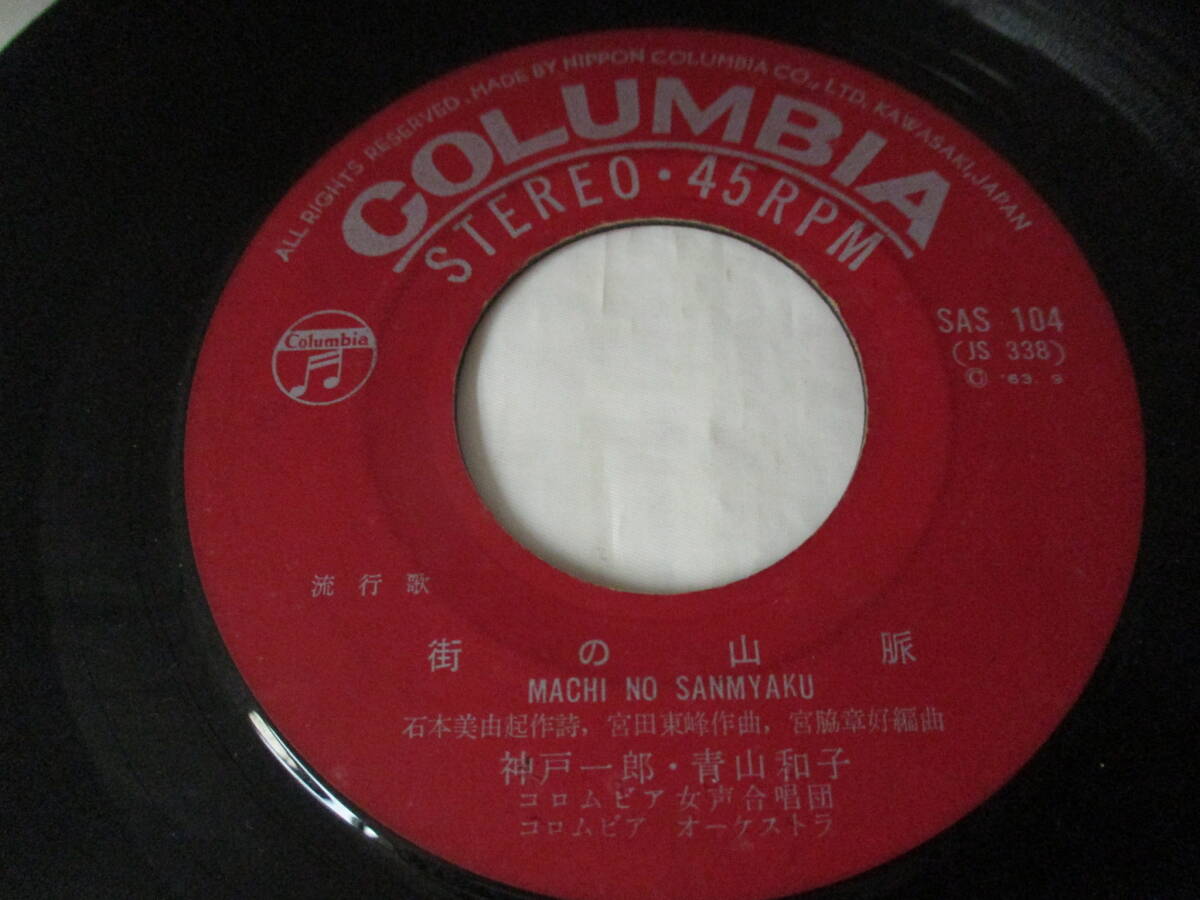 ALL RIGHTS RESERVED. MADE BY NIPPON COLUMBIA CO., LTD. KAWASAKI, JAPAN
COLUMBIA
STEREO・45RPM
Columbia
SAS 104
(JS 338)
Ⓒ '63. 9
流行歌
街の山脈
MACHI NO SANMYAKU
石本美由起作詩, 宮田東峰作曲, 宮脇章好編曲
神戸一郎・青山和子
コロムビア女声合唱団
コロムビア オーケストラ